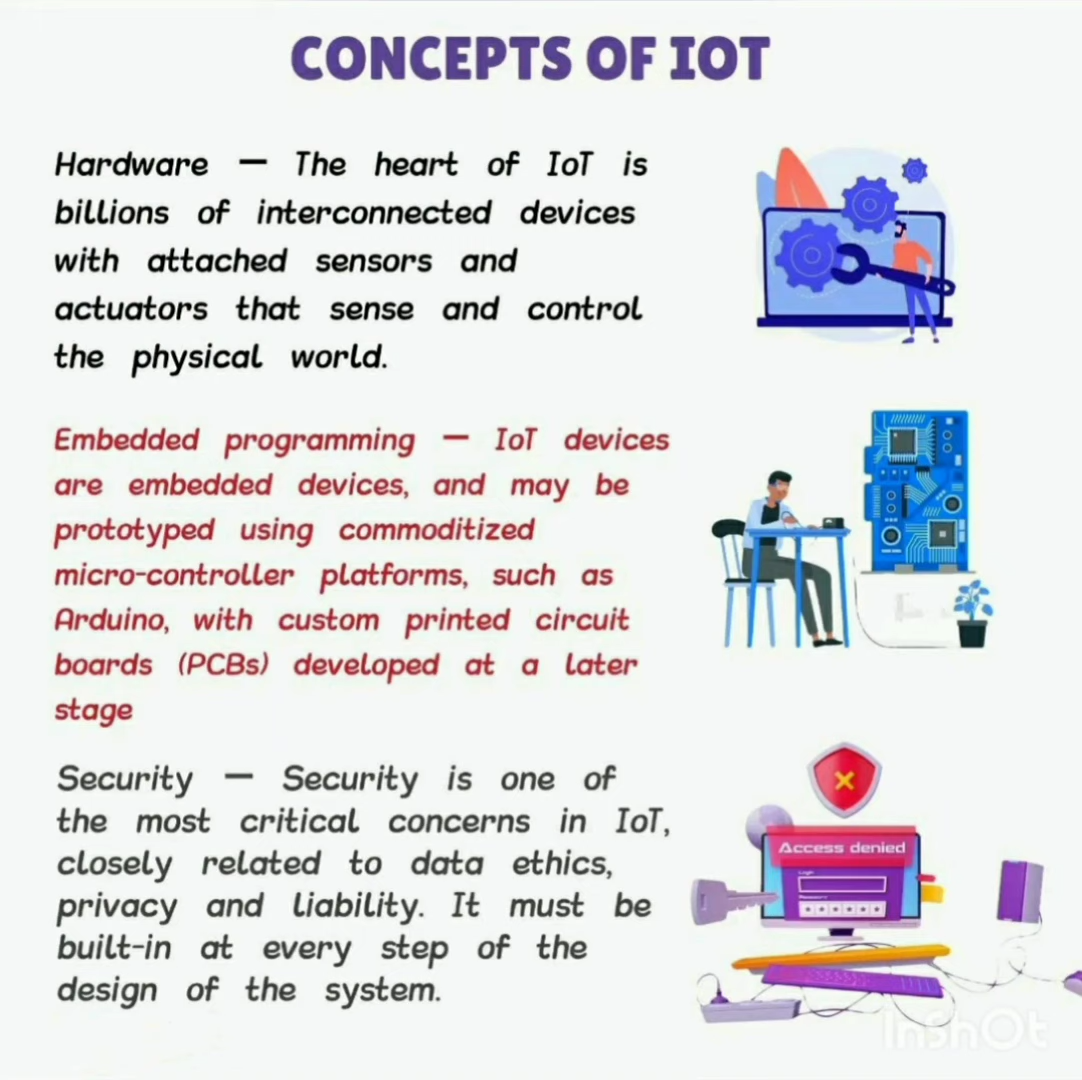 CONCEPTS OF IOT
Hardware — The heart of IoT is
billions of interconnected devices
with attached sensors and
actuators that sense and control
the physical world.
Embedded programming — IoT devices
are embedded devices, and may be
prototyped using commoditized
micro-controller platforms, such as
Arduino, with custom printed circuit
boards (PCBs) developed at a later
stage
Security — Security is one of
the most critical concerns in IoT,
closely related to data ethics,
privacy and liability. It must be
built-in at every step of the
design of the system.
Access denied
Login
Password
InShOt